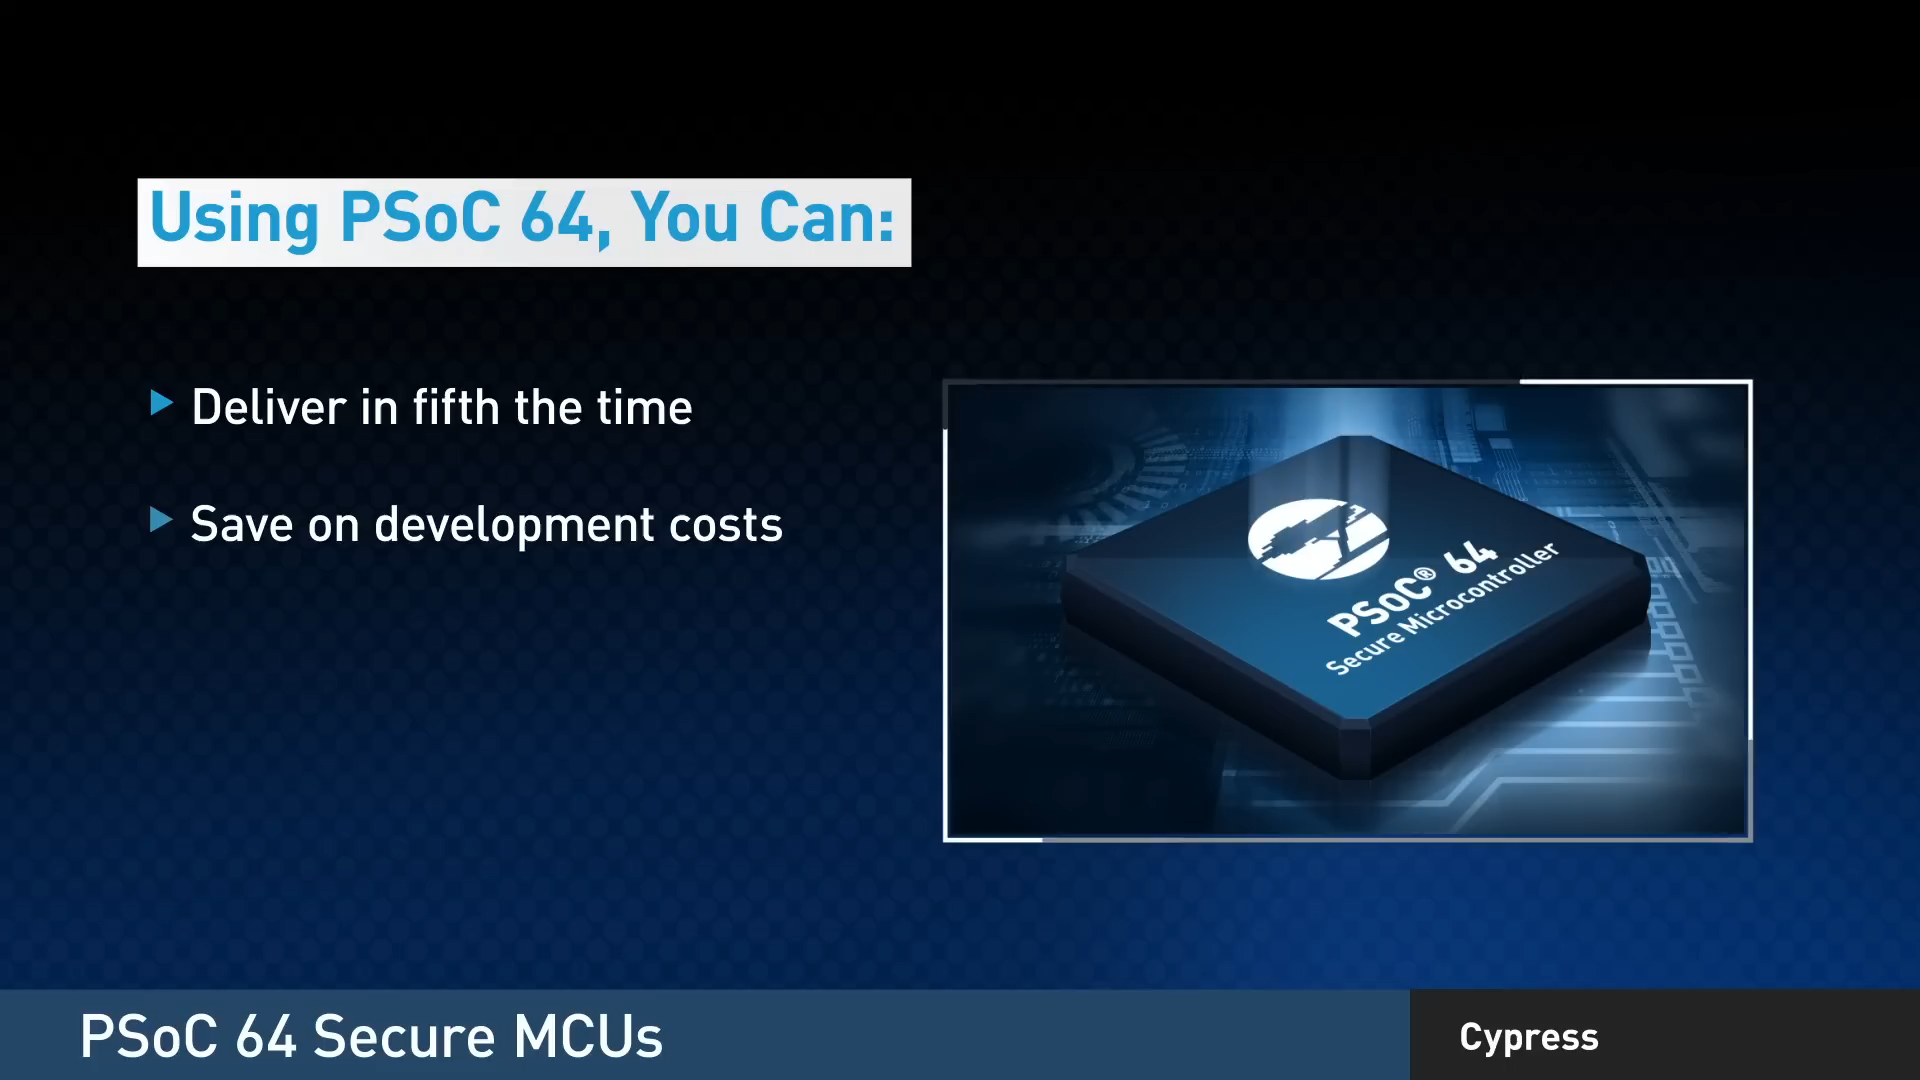 Using PSoC 64, You Can:
Deliver in fifth the time
Save on development costs
PSoC® 64
Secure Microcontroller
PSoC 64 Secure MCUs
Cypress